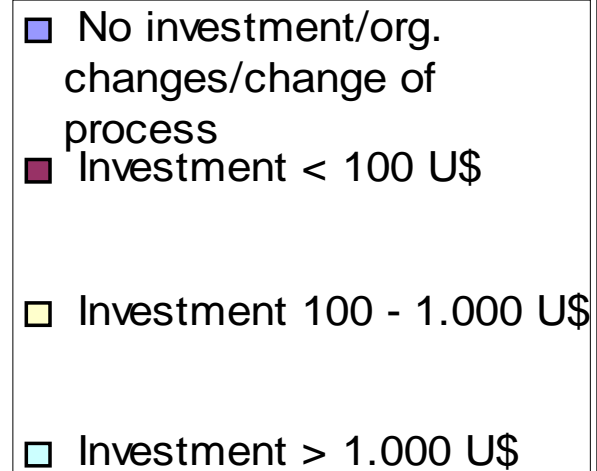 No investment/org.
changes/change of
process
Investment < 100 U$
Investment 100 - 1.000 U$
Investment > 1.000 U$